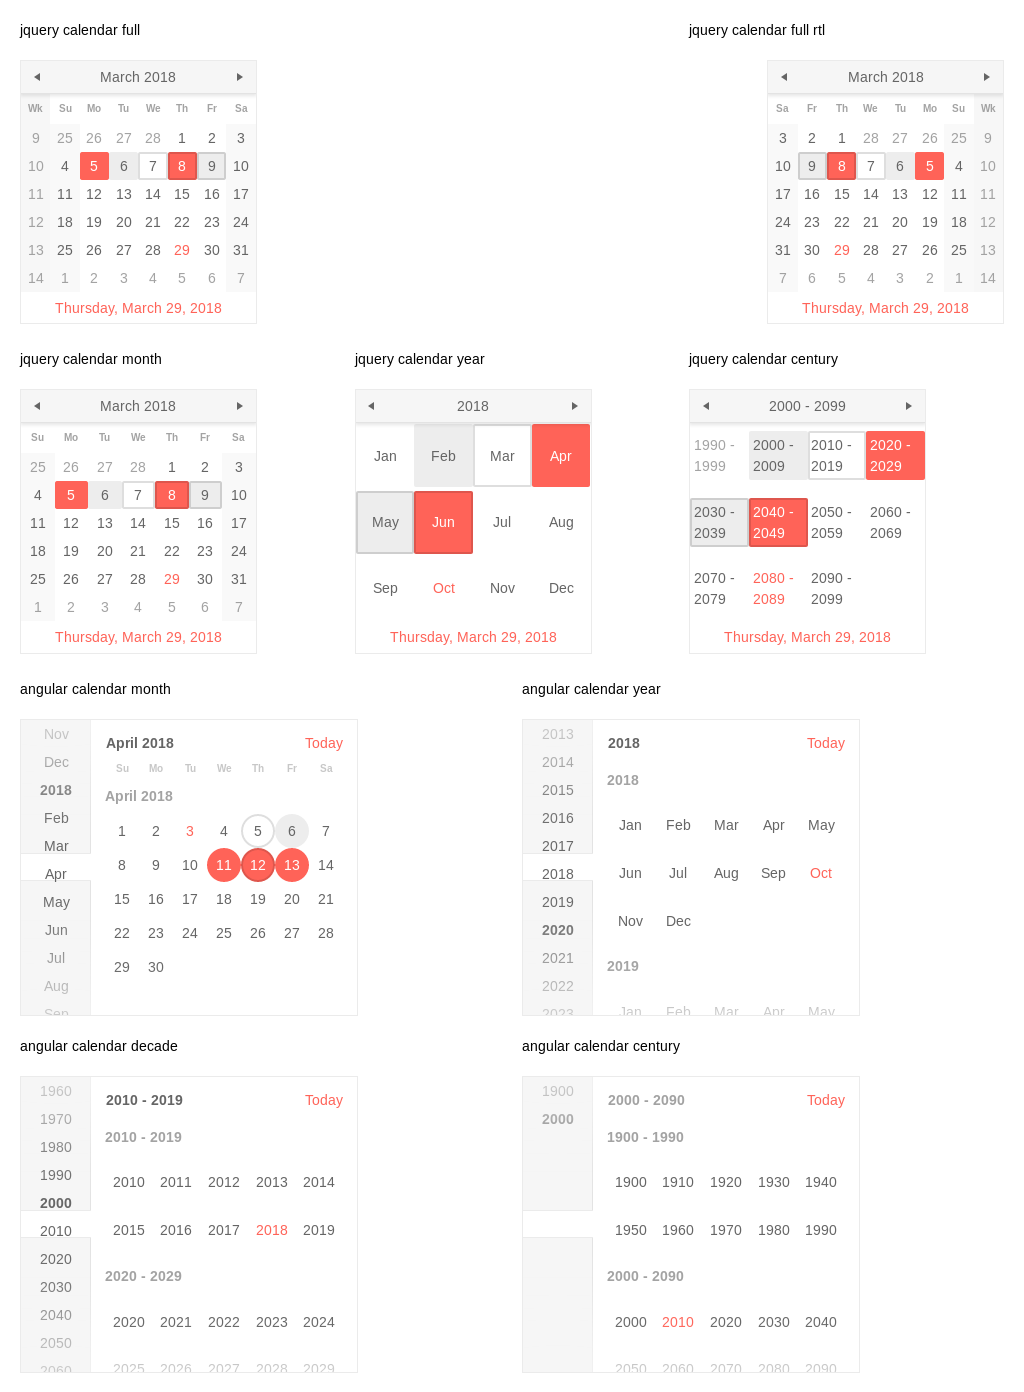 jquery calendar full
jquery calendar full rtl
March 2018
Wk Su Mo Tu We Th Fr Sa
9 25 26 27 28 1 2 3
10 4 5 6 7 8 9 10
11 11 12 13 14 15 16 17
12 18 19 20 21 22 23 24
13 25 26 27 28 29 30 31
14 1 2 3 4 5 6 7
Thursday, March 29, 2018
March 2018
Sa Fr Th We Tu Mo Su Wk
3 2 1 28 27 26 25 9
10 9 8 7 6 5 4 10
17 16 15 14 13 12 11 11
24 23 22 21 20 19 18 12
31 30 29 28 27 26 25 13
7 6 5 4 3 2 1 14
Thursday, March 29, 2018
jquery calendar month
March 2018
Su Mo Tu We Th Fr Sa
25 26 27 28 1 2 3
4 5 6 7 8 9 10
11 12 13 14 15 16 17
18 19 20 21 22 23 24
25 26 27 28 29 30 31
1 2 3 4 5 6 7
Thursday, March 29, 2018
jquery calendar year
2018
Jan Feb Mar Apr
May Jun Jul Aug
Sep Oct Nov Dec
Thursday, March 29, 2018
jquery calendar century
2000 - 2099
1990 - 2000 - 2010 - 2020 -
1999 2009 2019 2029
2030 - 2040 - 2050 - 2060 -
2039 2049 2059 2069
2070 - 2080 - 2090 -
2079 2089 2099
Thursday, March 29, 2018
angular calendar month
Nov
Dec
2018
Feb
Mar
Apr
May
Jun
Jul
Aug
Sep
April 2018 Today
Su Mo Tu We Th Fr Sa
April 2018
1 2 3 4 5 6 7
8 9 10 11 12 13 14
15 16 17 18 19 20 21
22 23 24 25 26 27 28
29 30
angular calendar year
2013
2014
2015
2016
2017
2018
2019
2020
2021
2022
2023
2018 Today
2018
Jan Feb Mar Apr May
Jun Jul Aug Sep Oct
Nov Dec
2019
Jan Feb Mar Apr May
angular calendar decade
1960
1970
1980
1990
2000
2010
2020
2030
2040
2050
2060
2010 - 2019 Today
2010 - 2019
2010 2011 2012 2013 2014
2015 2016 2017 2018 2019
2020 - 2029
2020 2021 2022 2023 2024
2025 2026 2027 2028 2029
angular calendar century
1900
2000
2000 - 2090 Today
1900 - 1990
1900 1910 1920 1930 1940
1950 1960 1970 1980 1990
2000 - 2090
2000 2010 2020 2030 2040
2050 2060 2070 2080 2090